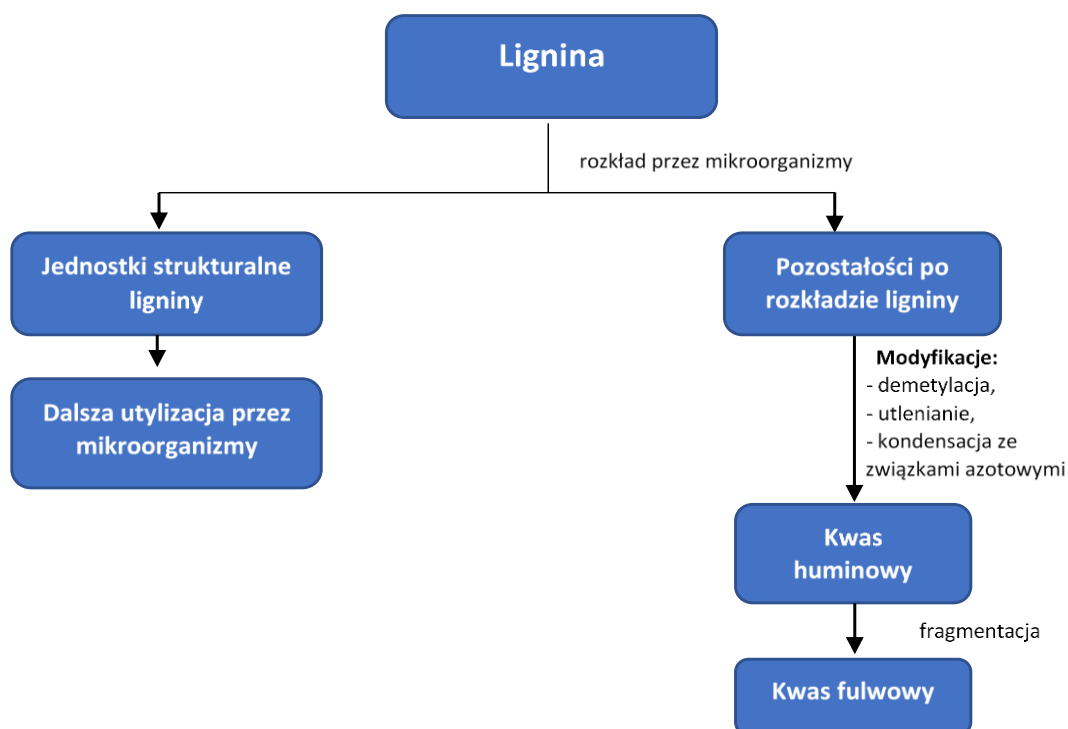 Lignina
rozkład przez mikroorganizmy
Jednostki strukturalne
ligniny
Dalsza utylizacja przez
mikroorganizmy
Pozostałości po
rozkładzie ligniny
Modyfikacje:
- demetylacja,
- utlenianie,
- kondensacja ze
związkami azotowymi
Kwas
huminowy
fragmentacja
Kwas fulwowy